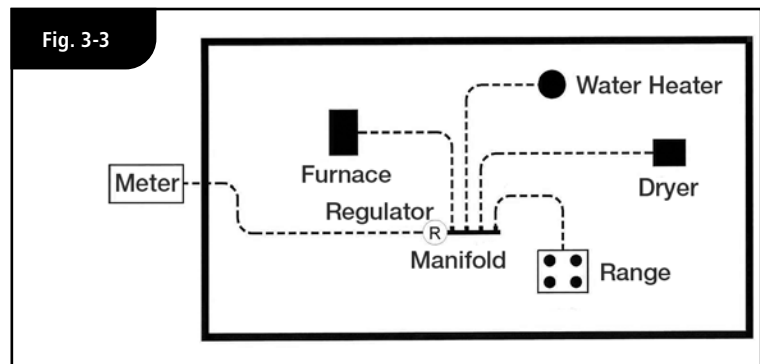 Fig. 3-3
Water Heater
Furnace
Dryer
Meter
Regulator
R
Manifold
Range